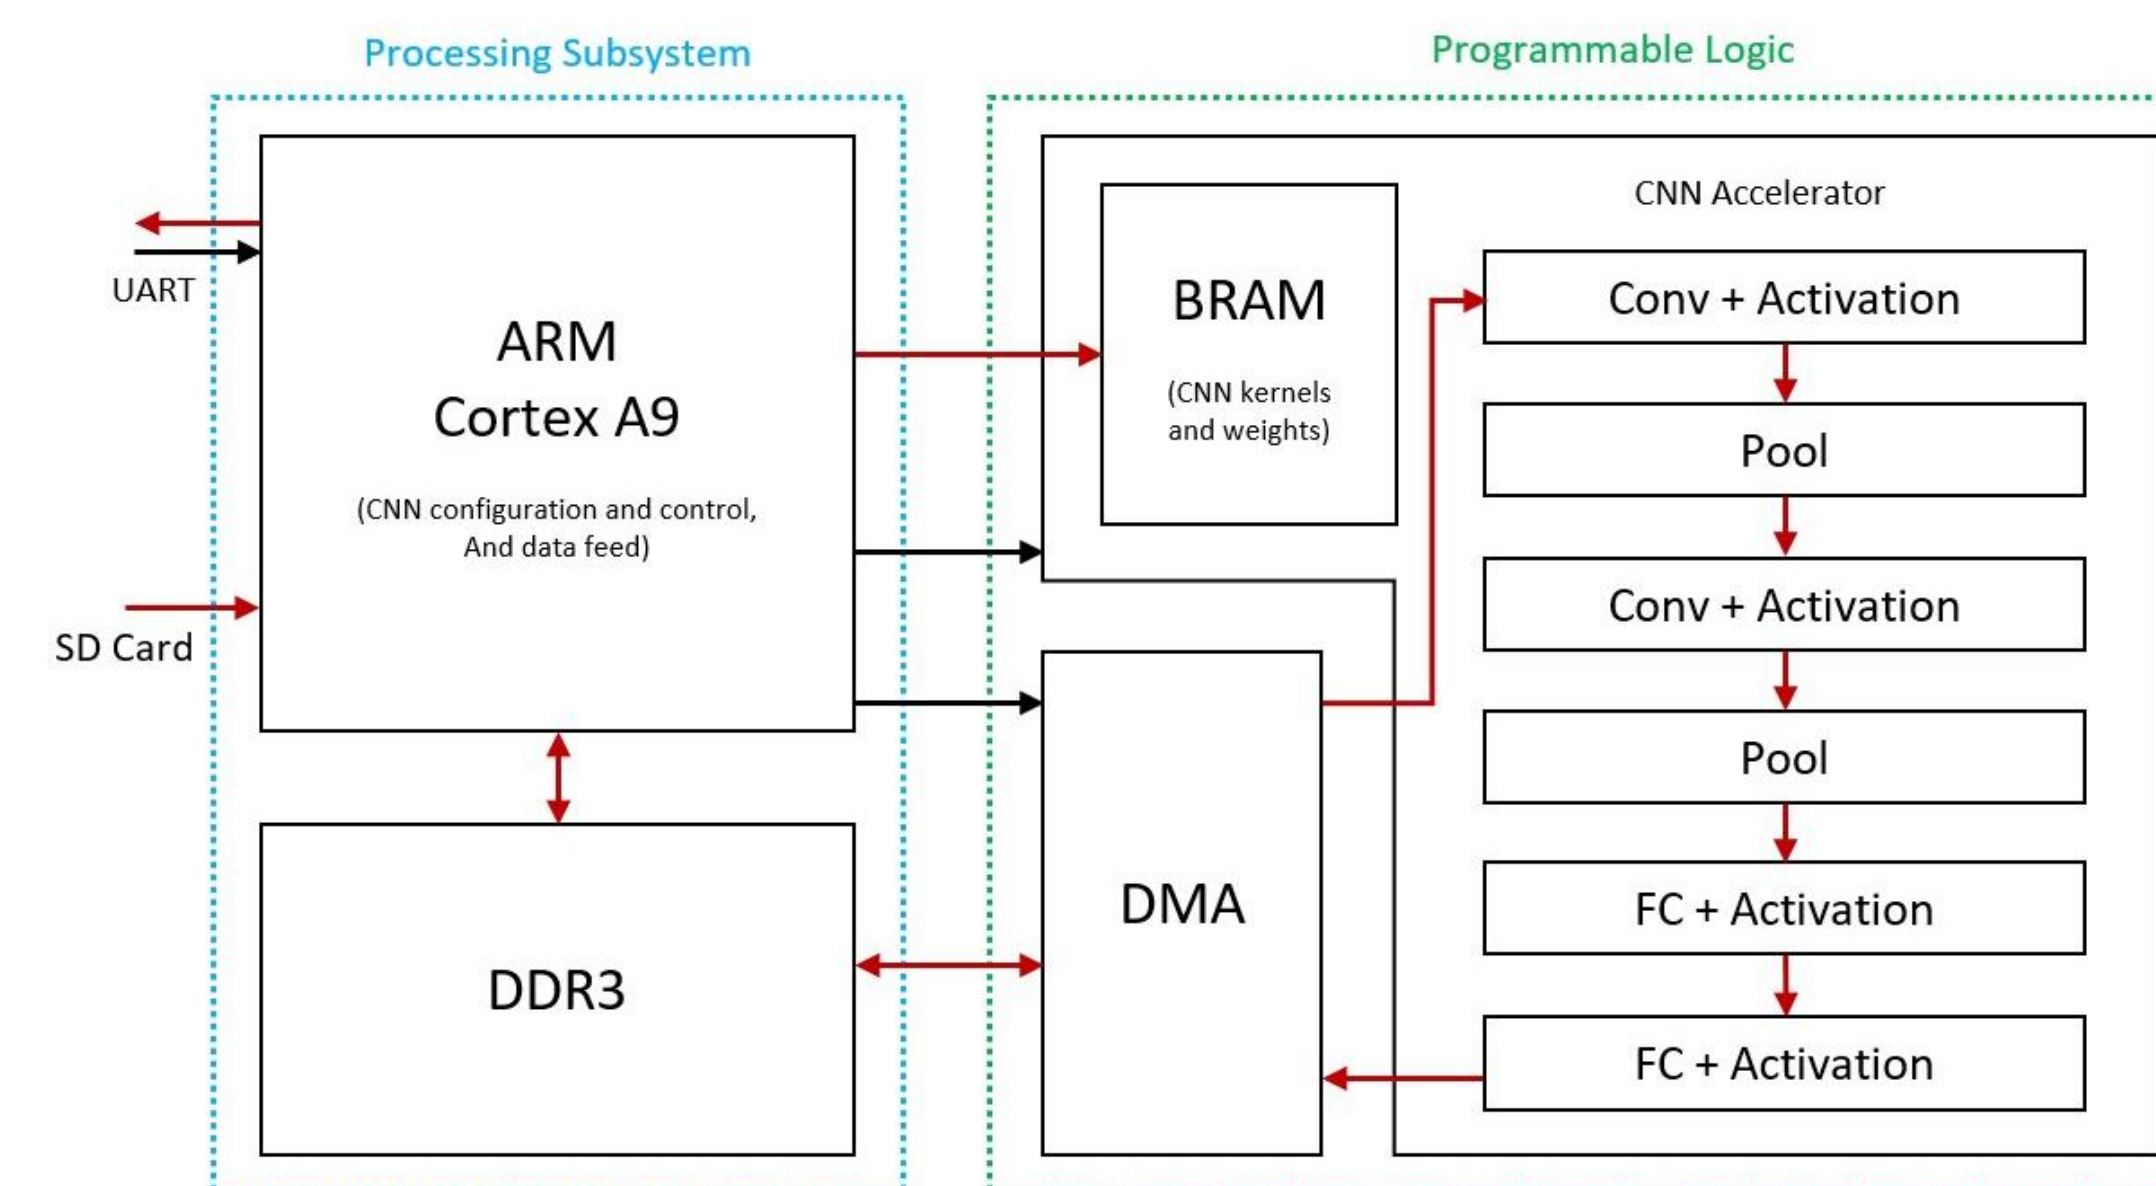 Processing Subsystem
Programmable Logic
UART
SD Card
ARM
Cortex A9
(CNN configuration and control,
And data feed)
DDR3
BRAM
(CNN kernels
and weights)
DMA
CNN Accelerator
Conv + Activation
Pool
Conv + Activation
Pool
FC + Activation
FC + Activation